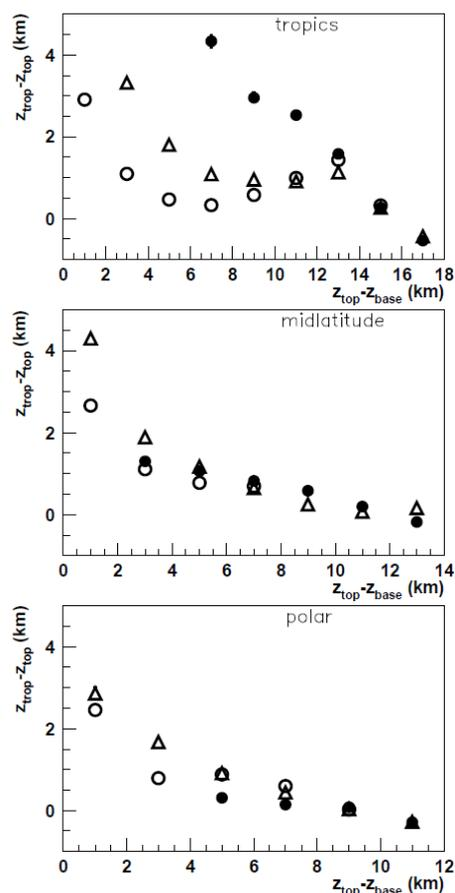 tropics
z_trop-z_top (km)
4
2
0
0 2 4 6 8 10 12 14 16 18
z_top-z_base (km)
midlatitude
z_trop-z_top (km)
4
2
0
0 2 4 6 8 10 12 14
z_top-z_base (km)
polar
z_trop-z_top (km)
4
2
0
0 2 4 6 8 10 12
z_top-z_base (km)